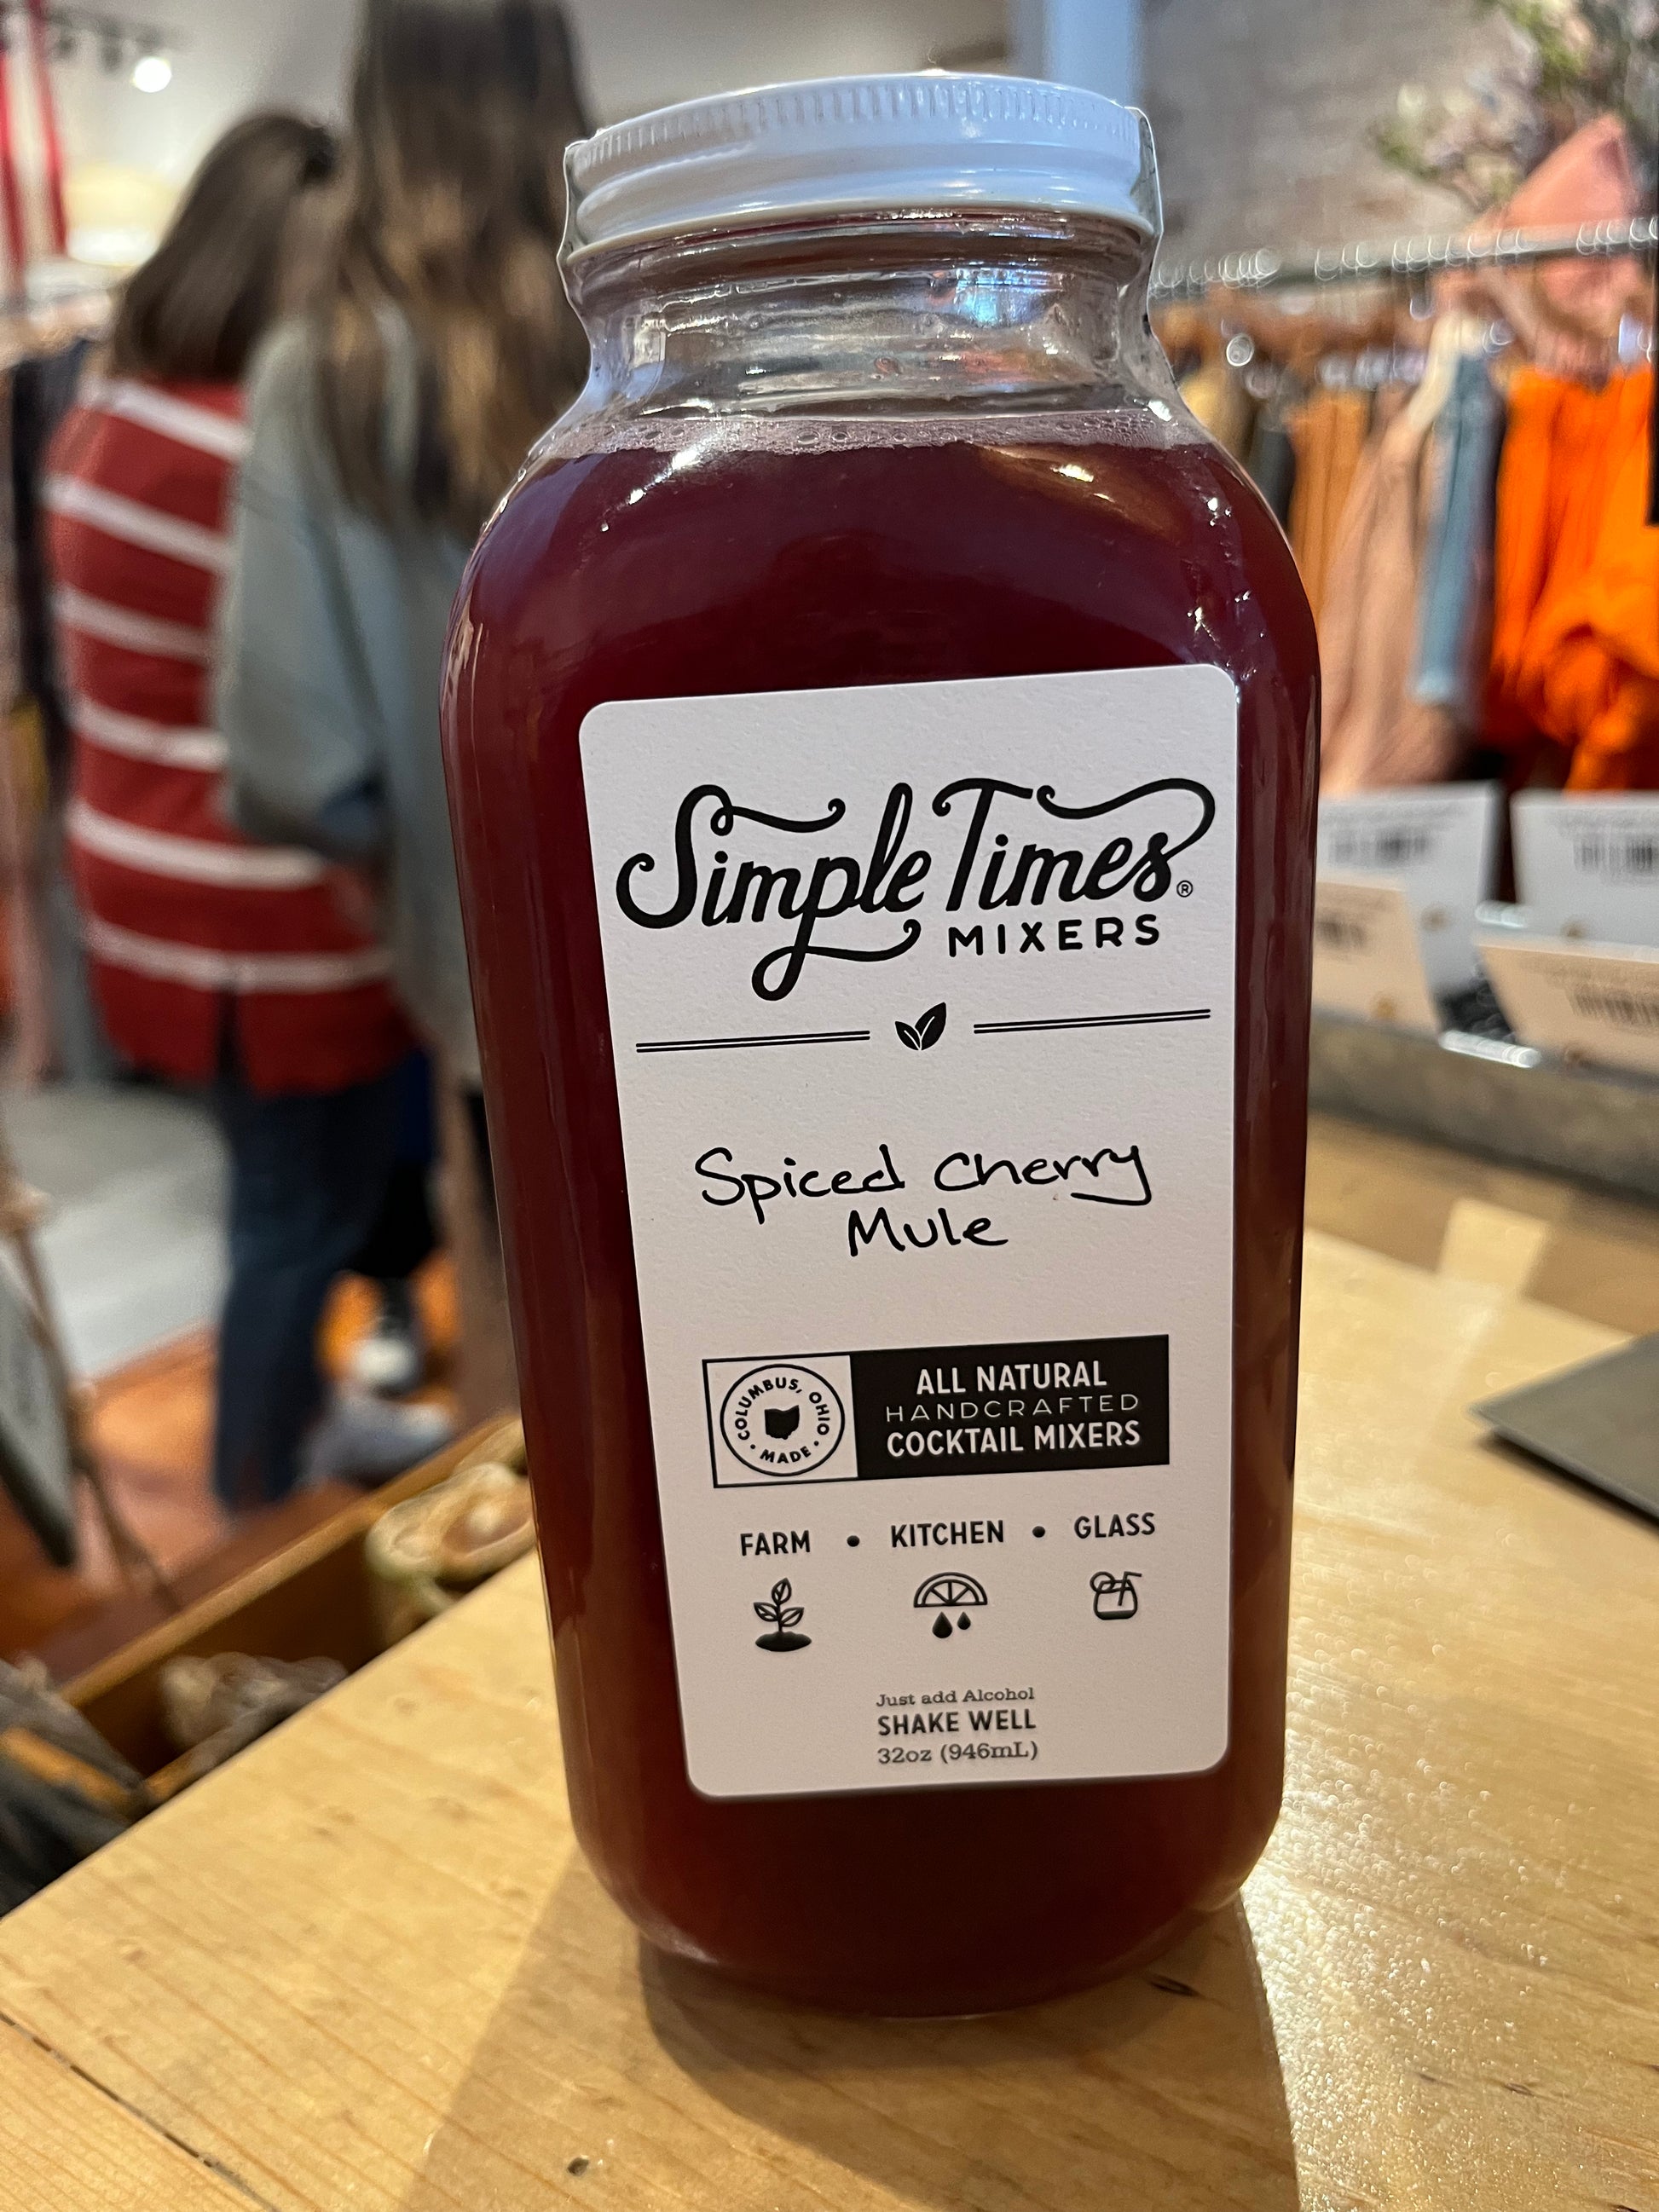 Simple Times®
MIXERS
Spiced Cherry
Mule
COLUMBUS, OHIO
• MADE •
ALL NATURAL
HANDCRAFTED
COCKTAIL MIXERS
FARM • KITCHEN • GLASS
Just add Alcohol
SHAKE WELL
32oz (946mL)